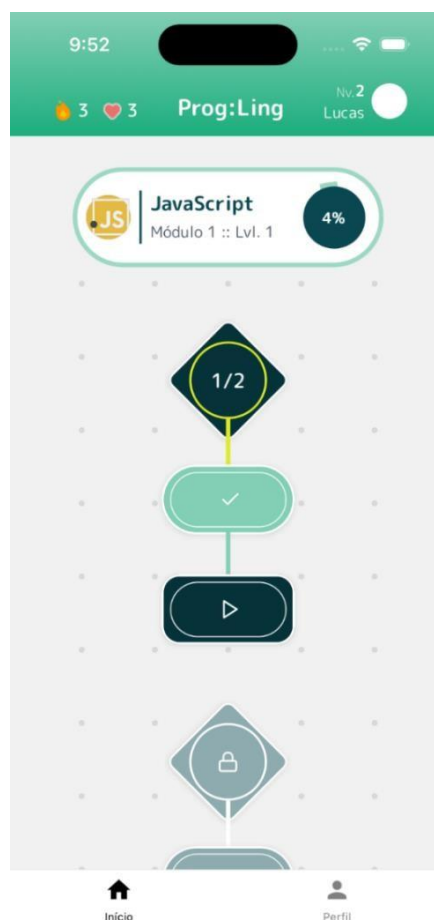 9:52
3 3 Prog:Ling Nv.2
Lucas
JS JavaScript
Módulo 1 :: Lvl. 1
4%
1/2
Início Perfil